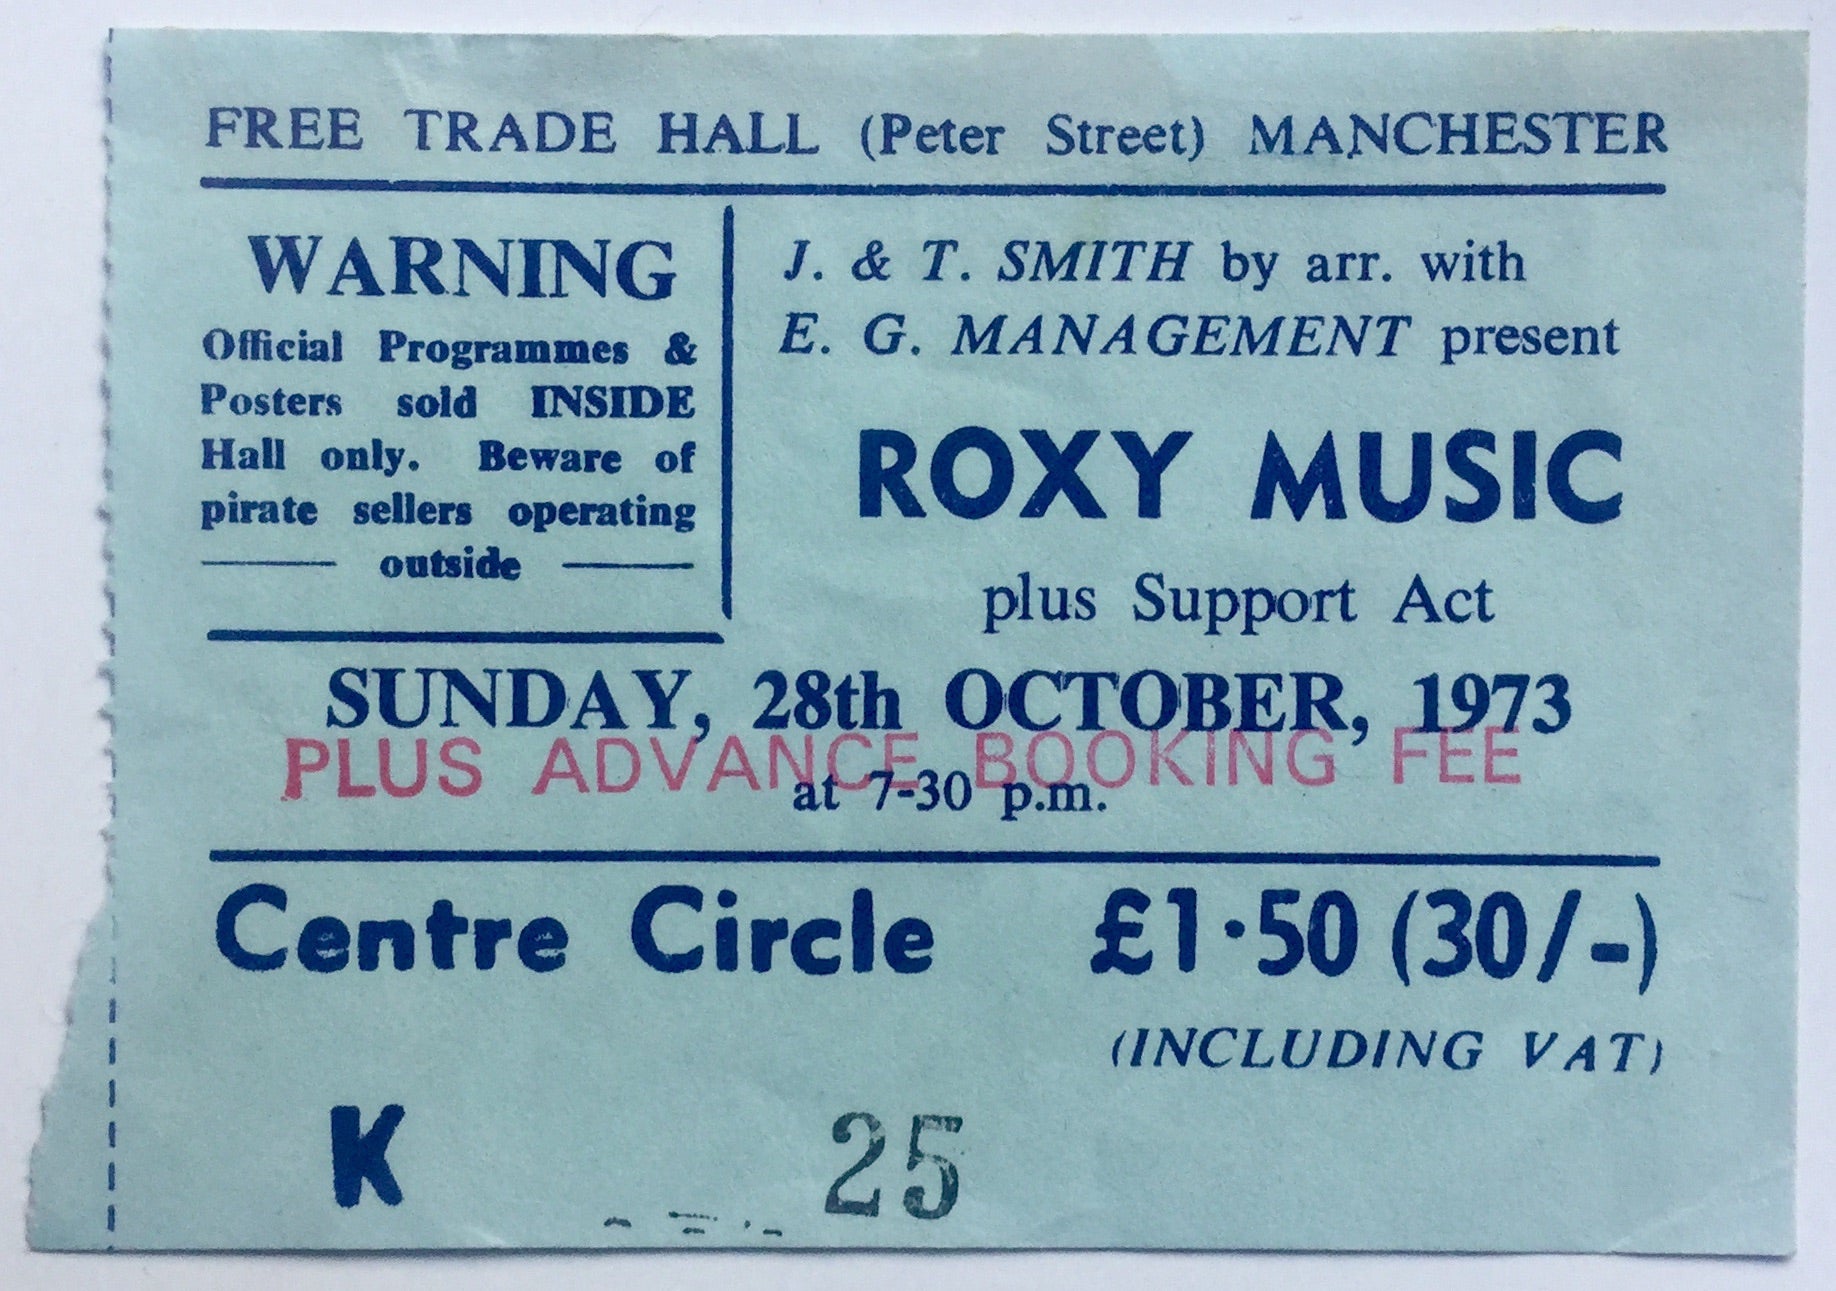 FREE TRADE HALL (Peter Street) MANCHESTER
WARNING
Official Programmes &
Posters sold INSIDE
Hall only. Beware of
pirate sellers operating
outside
J. & T. SMITH by arr. with
E. G. MANAGEMENT present
ROXY MUSIC
plus Support Act
SUNDAY, 28th OCTOBER, 1973
PLUS ADVANCE BOOKING FEE
at 7-30 p.m.
Centre Circle £1·50 (30/-)
(INCLUDING VAT)
K 25